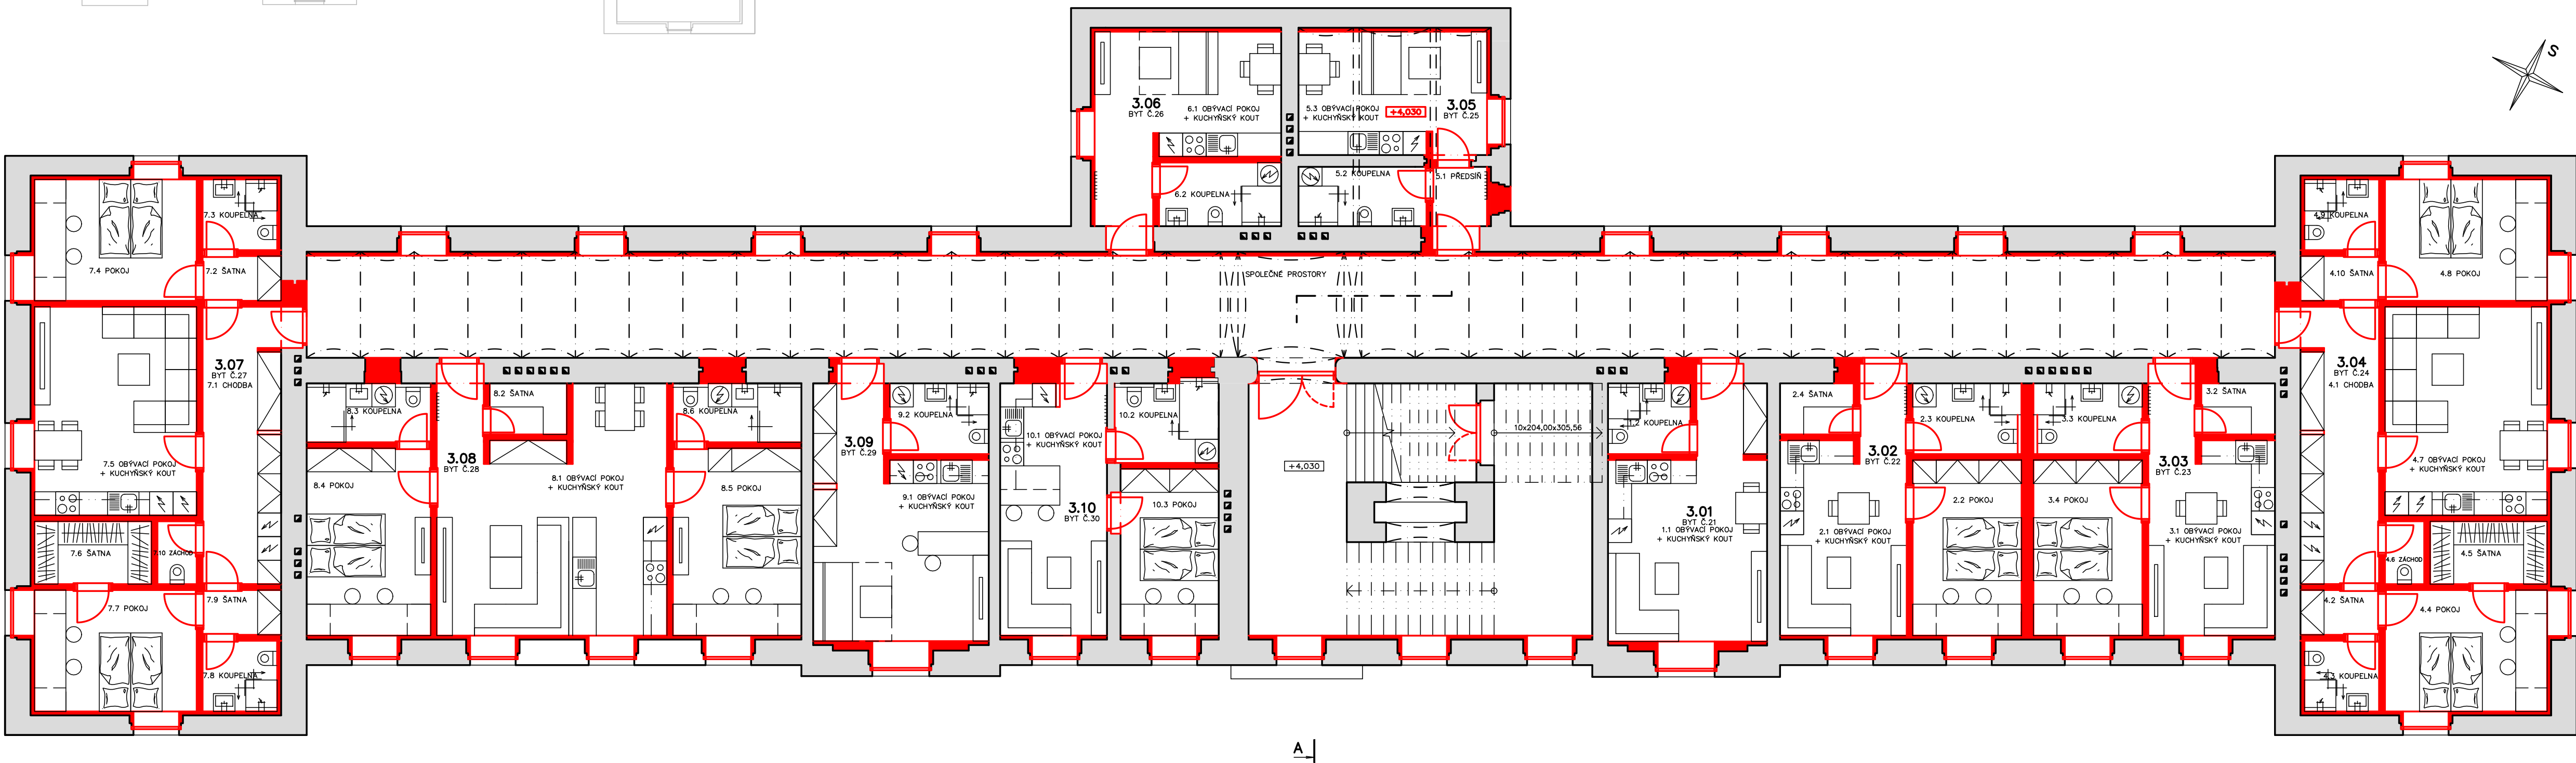 S
3.06
BYT Č.26
6.1 OBÝVACÍ POKOJ
+ KUCHYŇSKÝ KOUT
5.3 OBÝVACÍ POKOJ
+ KUCHYŇSKÝ KOUT
+4,030
3.05
BYT Č.25
6.2 KOUPELNA
5.2 KOUPELNA
5.1 PŘEDSÍŇ
7.3 KOUPELNA
7.4 POKOJ
7.2 ŠATNA
SPOLEČNÉ PROSTORY
4.9 KOUPELNA
4.10 ŠATNA
4.8 POKOJ
3.07
BYT Č.27
7.1 CHODBA
3.04
BYT Č.24
4.1 CHODBA
8.3 KOUPELNA
8.2 ŠATNA
8.6 KOUPELNA
9.2 KOUPELNA
10.2 KOUPELNA
1.2 KOUPELNA
2.4 ŠATNA
2.3 KOUPELNA
3.3 KOUPELNA
3.2 ŠATNA
10x204,00x305,56
7.5 OBÝVACÍ POKOJ
+ KUCHYŇSKÝ KOUT
3.08
BYT Č.28
8.4 POKOJ
8.1 OBÝVACÍ POKOJ
+ KUCHYŇSKÝ KOUT
8.5 POKOJ
3.09
BYT Č.29
9.1 OBÝVACÍ POKOJ
+ KUCHYŇSKÝ KOUT
10.1 OBÝVACÍ POKOJ
+ KUCHYŇSKÝ KOUT
3.10
BYT Č.30
10.3 POKOJ
+4,030
3.01
BYT Č.21
1.1 OBÝVACÍ POKOJ
+ KUCHYŇSKÝ KOUT
3.02
BYT Č.22
2.1 OBÝVACÍ POKOJ
+ KUCHYŇSKÝ KOUT
2.2 POKOJ
3.4 POKOJ
3.03
BYT Č.23
3.1 OBÝVACÍ POKOJ
+ KUCHYŇSKÝ KOUT
4.7 OBÝVACÍ POKOJ
+ KUCHYŇSKÝ KOUT
7.6 ŠATNA
7.10 ZÁCHOD
4.6 ZÁCHOD
4.5 ŠATNA
7.7 POKOJ
7.9 ŠATNA
4.2 ŠATNA
4.4 POKOJ
7.8 KOUPELNA
4.3 KOUPELNA
A